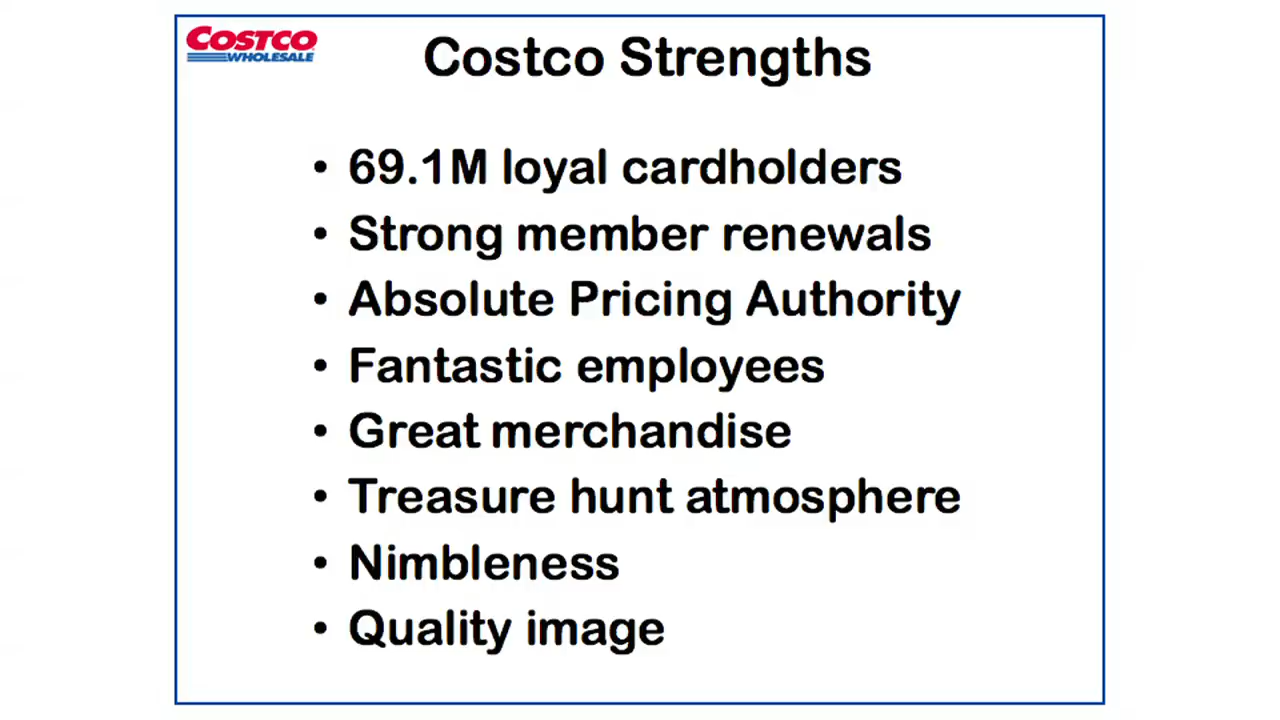 COSTCO
WHOLESALE
Costco Strengths
• 69.1M loyal cardholders
• Strong member renewals
• Absolute Pricing Authority
• Fantastic employees
• Great merchandise
• Treasure hunt atmosphere
• Nimbleness
• Quality image